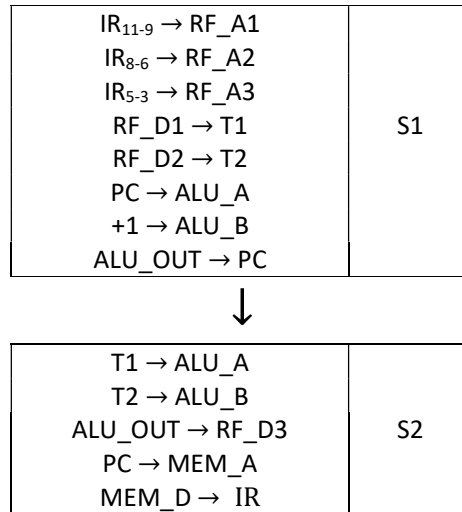 IR₁₁₋₉ → RF_A1
IR₈₋₆ → RF_A2
IR₅₋₃ → RF_A3
RF_D1 → T1
RF_D2 → T2
PC → ALU_A
+1 → ALU_B
ALU_OUT → PC
S1
↓
T1 → ALU_A
T2 → ALU_B
ALU_OUT → RF_D3
PC → MEM_A
MEM_D → IR
S2